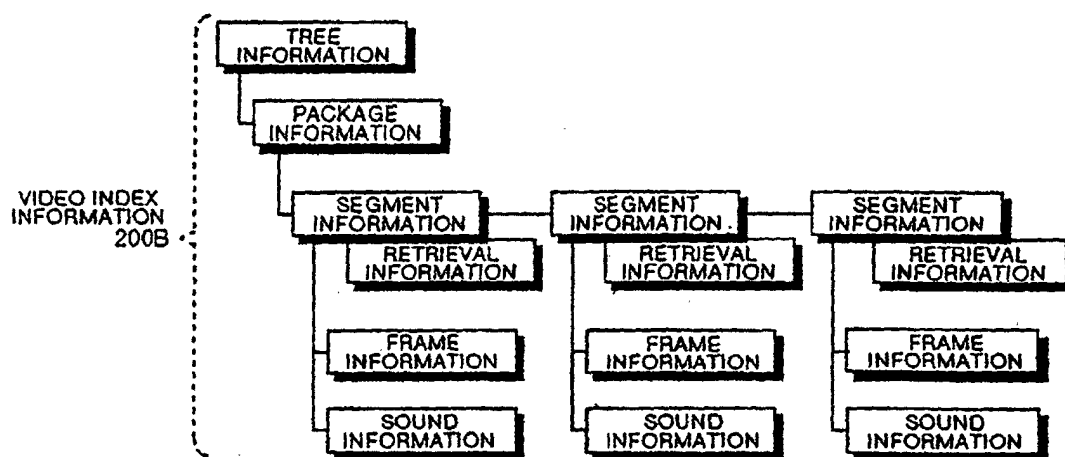 TREE
INFORMATION
PACKAGE
INFORMATION
VIDEO INDEX
INFORMATION
200B
SEGMENT
INFORMATION
SEGMENT
INFORMATION
SEGMENT
INFORMATION
RETRIEVAL
INFORMATION
RETRIEVAL
INFORMATION
RETRIEVAL
INFORMATION
FRAME
INFORMATION
FRAME
INFORMATION
FRAME
INFORMATION
SOUND
INFORMATION
SOUND
INFORMATION
SOUND
INFORMATION